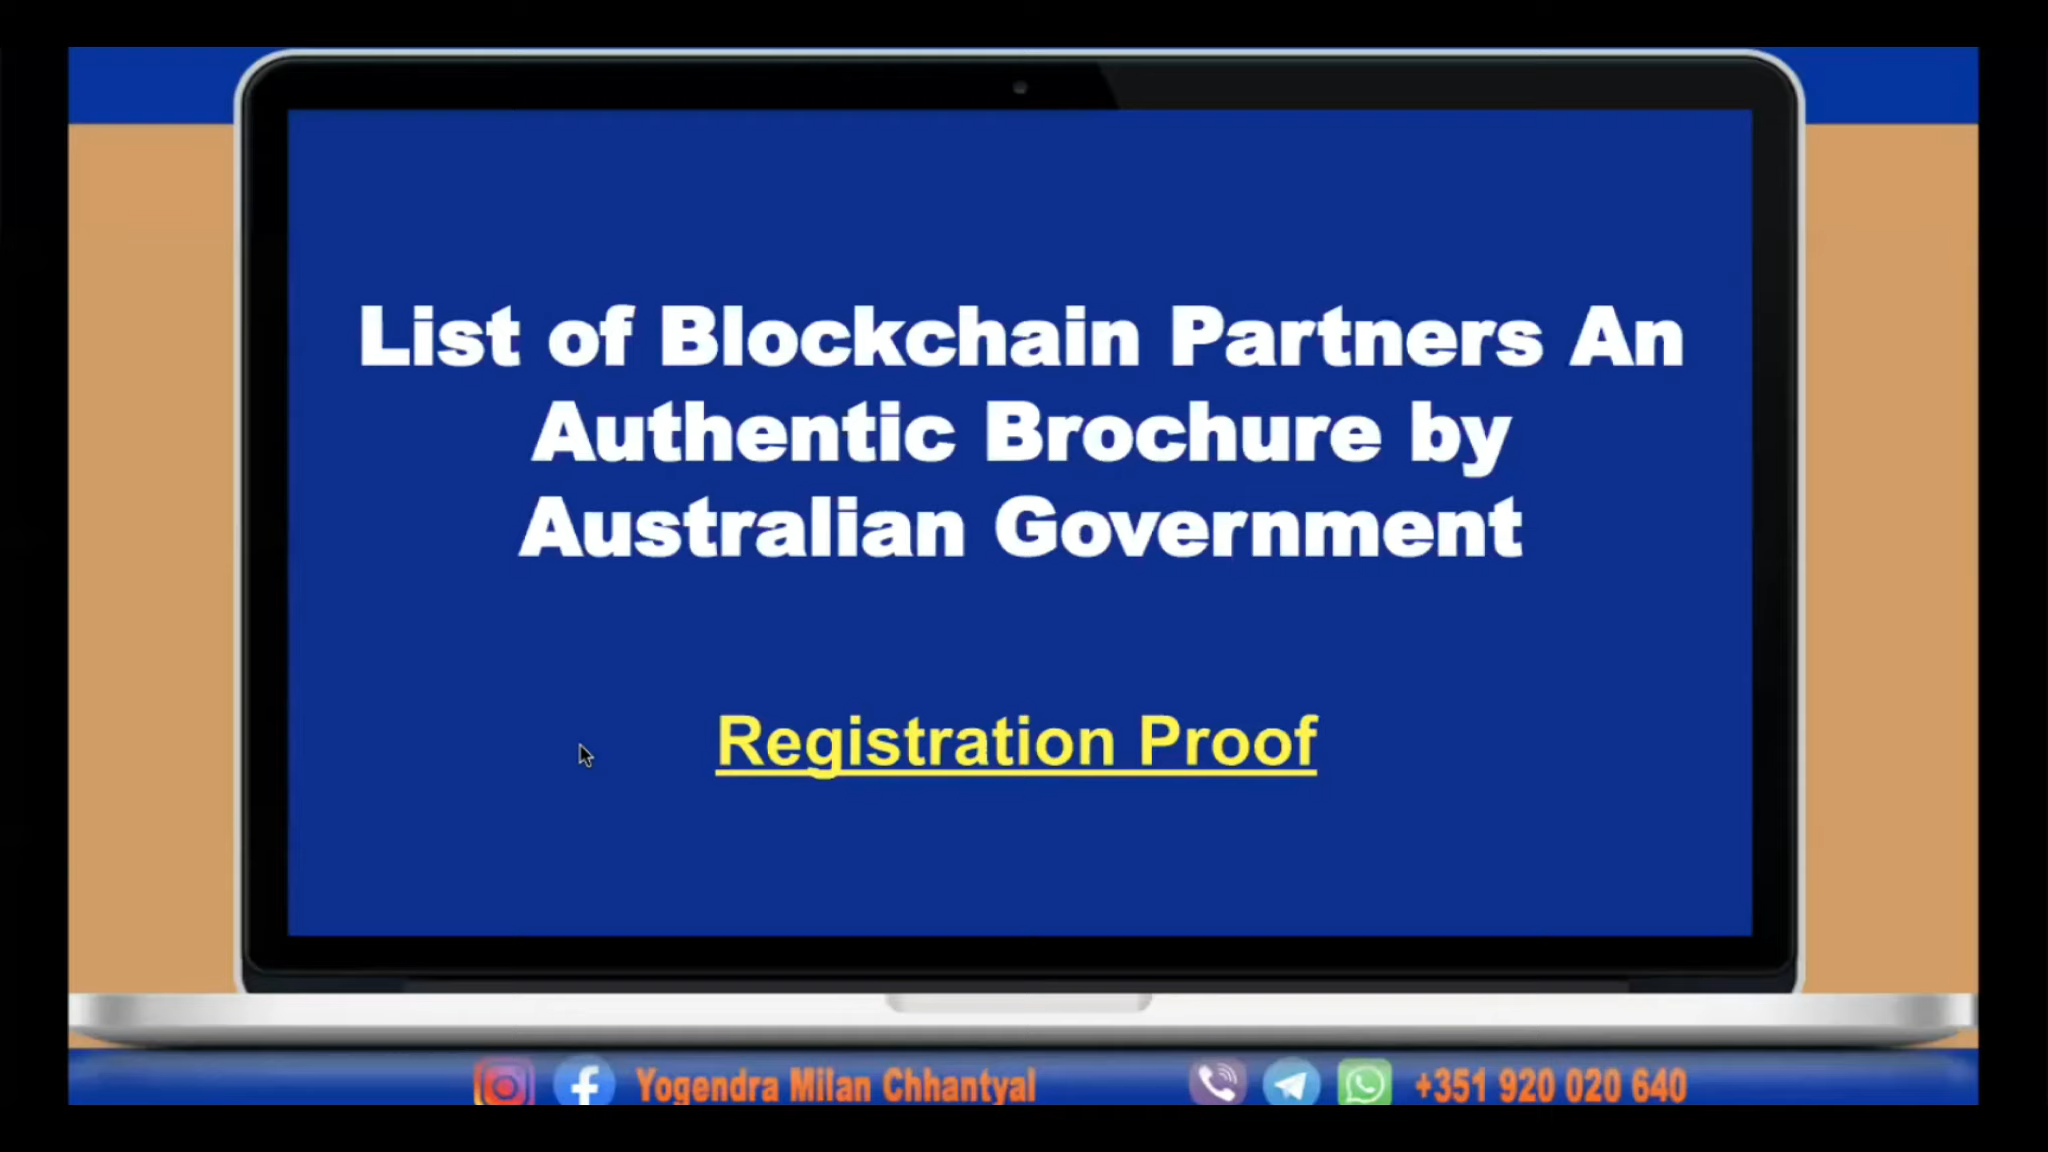 List of Blockchain Partners An
Authentic Brochure by
Australian Government
Registration Proof
Yogendra Milan Chhantyal
+351 920 020 640